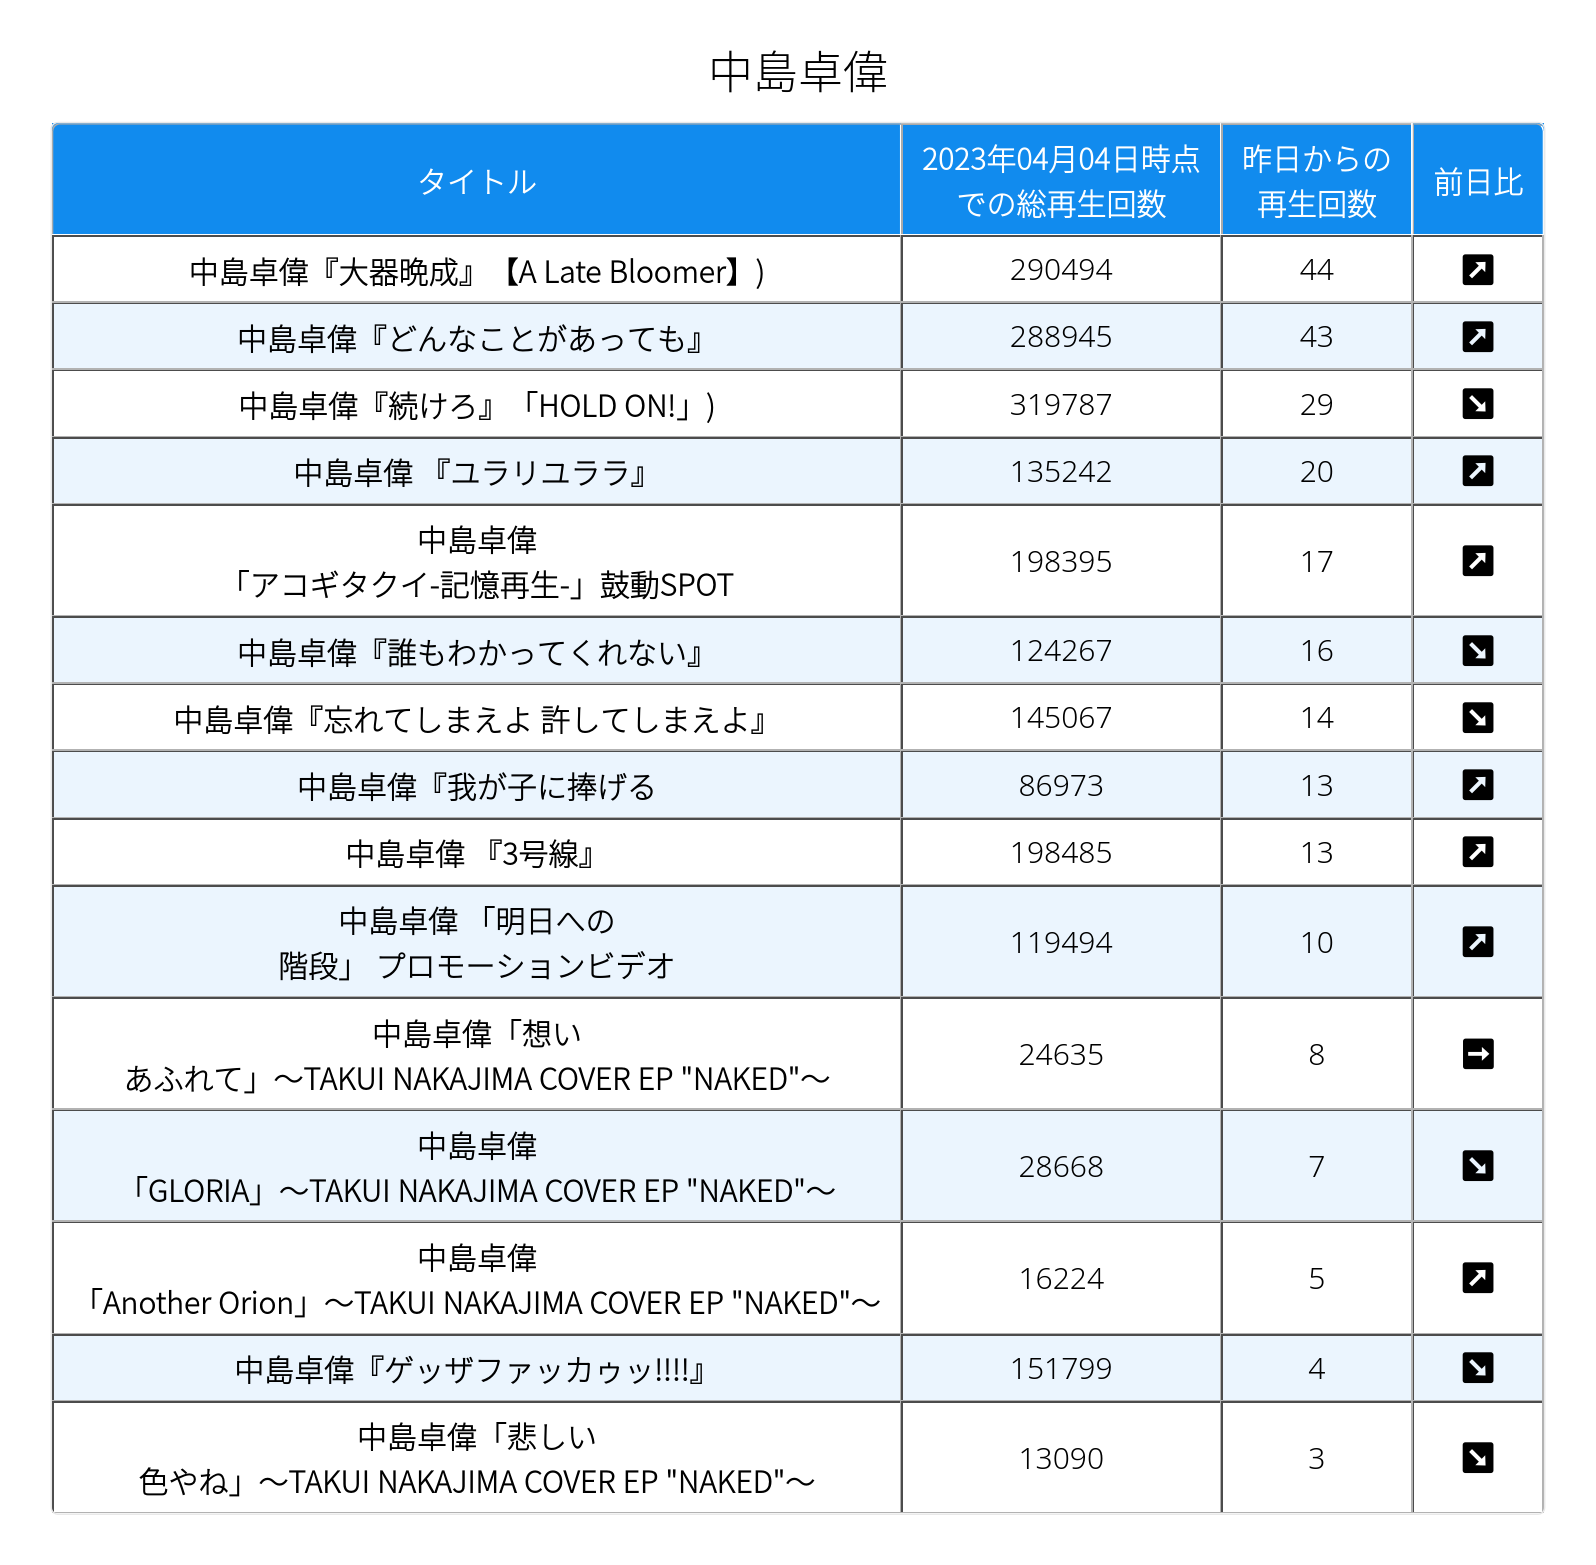 中島卓偉
タイトル
2023年04月04日時点
での総再生回数
昨日からの
再生回数
前日比
中島卓偉『大器晩成』【A Late Bloomer】)
290494
44
中島卓偉『どんなことがあっても』
288945
43
中島卓偉『続けろ』「HOLD ON!」)
319787
29
中島卓偉 『ユラリユララ』
135242
20
中島卓偉
「アコギタクイ-記憶再生-」鼓動SPOT
198395
17
中島卓偉『誰もわかってくれない』
124267
16
中島卓偉『忘れてしまえよ 許してしまえよ』
145067
14
中島卓偉『我が子に捧げる
86973
13
中島卓偉 『3号線』
198485
13
中島卓偉 「明日への
階段」 プロモーションビデオ
119494
10
中島卓偉「想い
あふれて」〜TAKUI NAKAJIMA COVER EP "NAKED"〜
24635
8
中島卓偉
「GLORIA」〜TAKUI NAKAJIMA COVER EP "NAKED"〜
28668
7
中島卓偉
「Another Orion」〜TAKUI NAKAJIMA COVER EP "NAKED"〜
16224
5
中島卓偉『ゲッザファッカゥッ!!!!』
151799
4
中島卓偉「悲しい
色やね」〜TAKUI NAKAJIMA COVER EP "NAKED"〜
13090
3